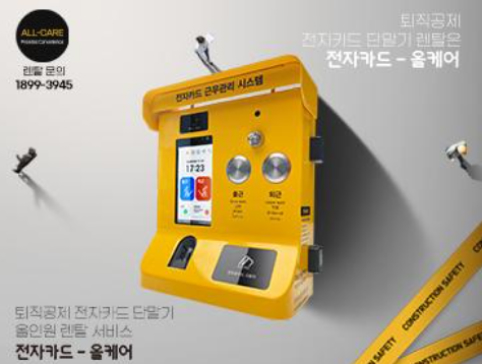 ALL-CARE
렌탈 문의
1899-3945
퇴직공제
전자카드 단말기 렌탈은
전자카드 - 올케어
전자카드 근무관리 시스템
17:23
출근
퇴근
퇴직공제 전자카드 단말기
올인원 렌탈 서비스
전자카드 - 올케어
CONSTRUCTION SAFETY
CONSTRUCTION SAFE